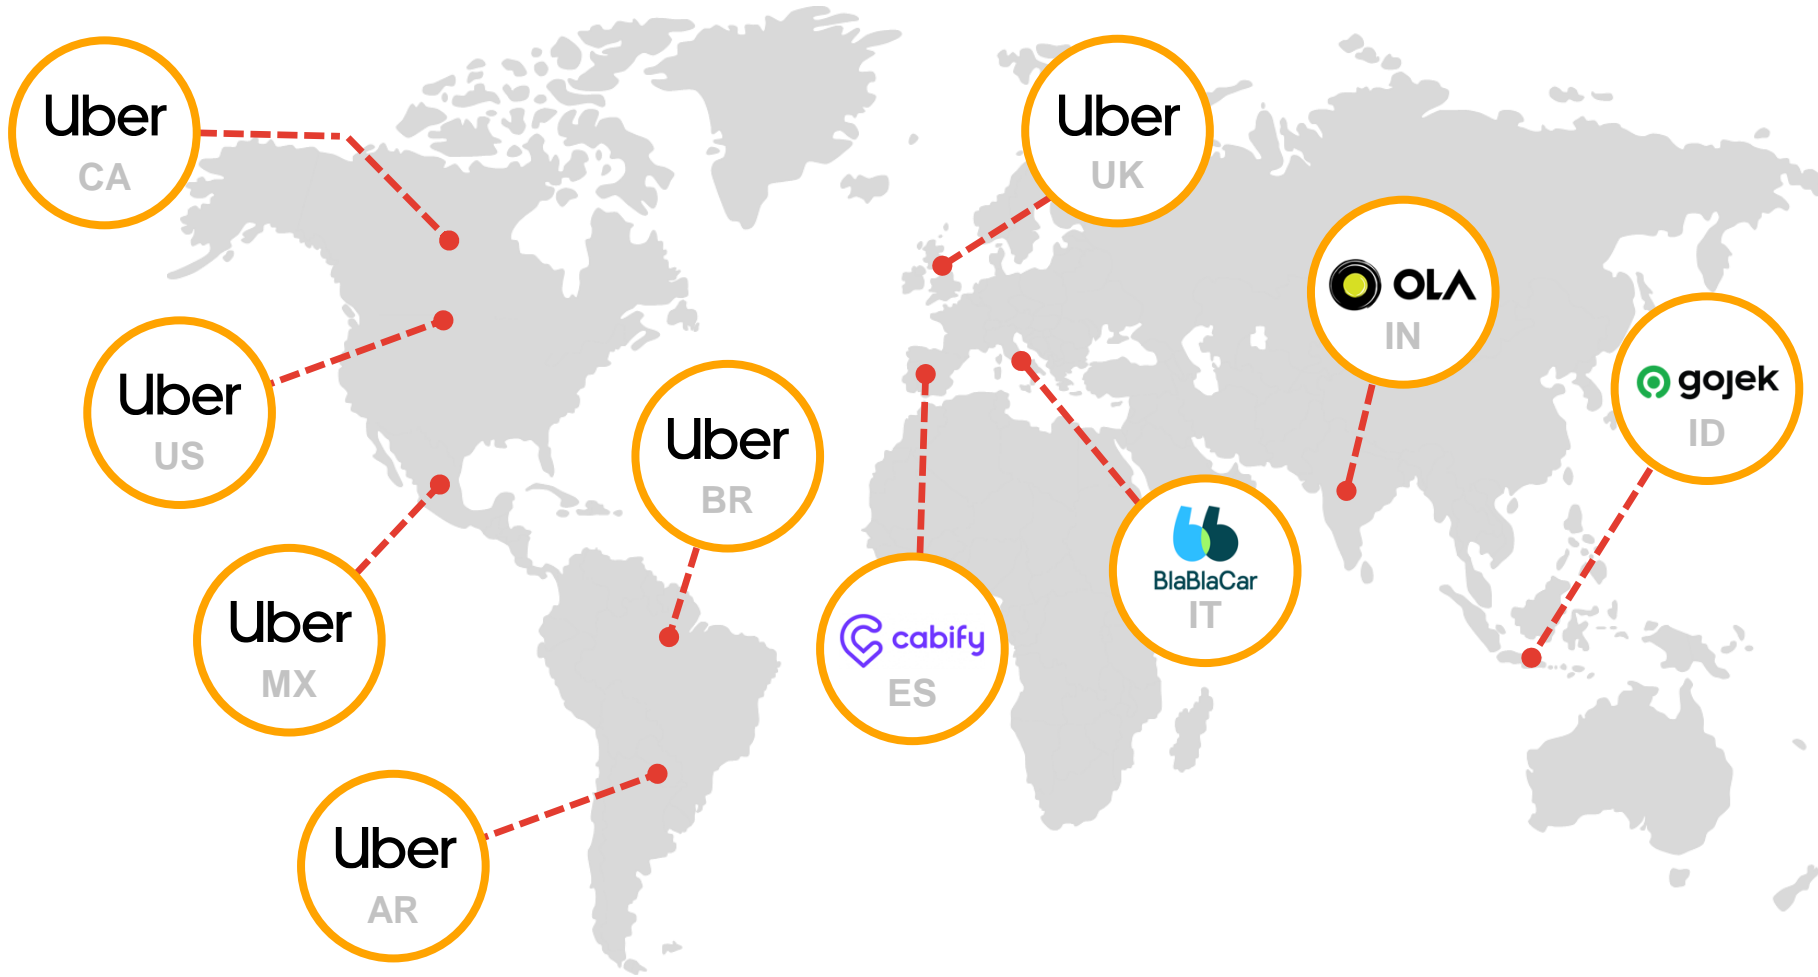 Uber
CA
Uber
UK
OLA
IN
gojek
ID
Uber
US
Uber
BR
BlaBlaCar
IT
Uber
MX
cabify
ES
Uber
AR